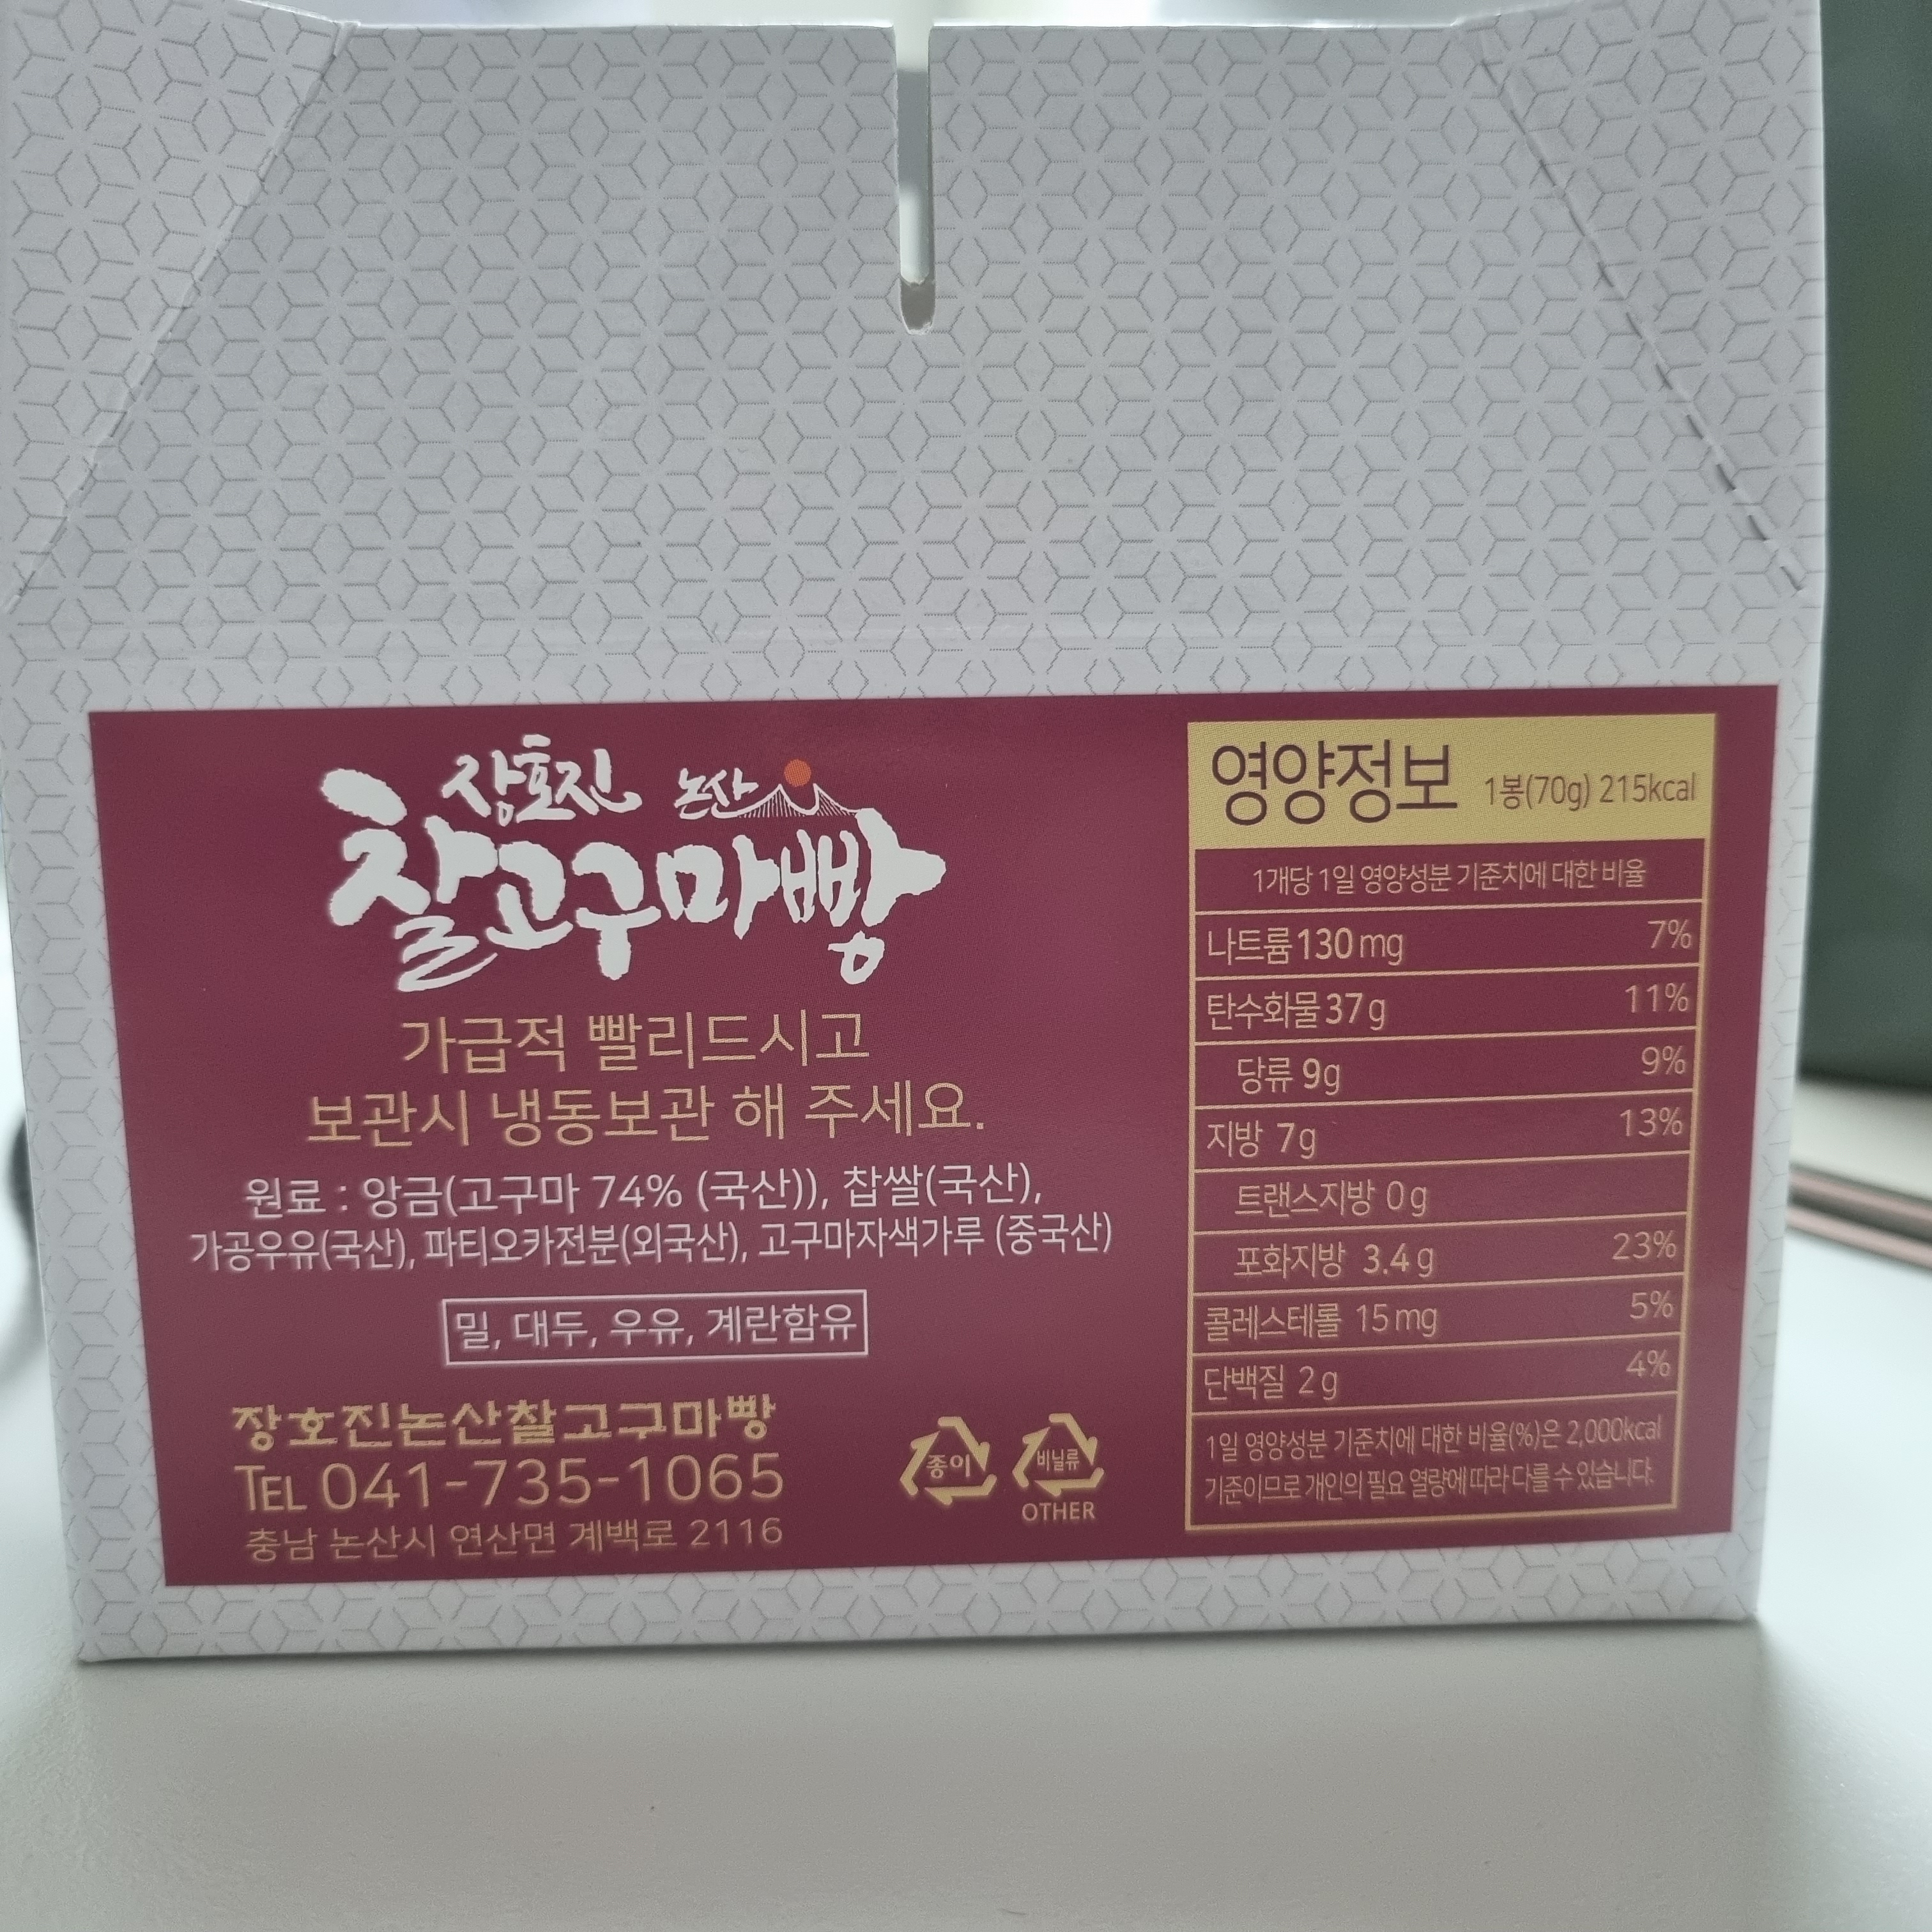 장호진 논산
찰고구마빵
가급적 빨리드시고
보관시 냉동보관 해 주세요.
원료 : 앙금(고구마 74% (국산)), 찹쌀(국산),
가공우유(국산), 파티오카전분(외국산), 고구마자색가루 (중국산)
밀, 대두, 우유, 계란함유
장호진논산찰고구마빵
TEL 041-735-1065
충남 논산시 연산면 계백로 2116
종이
비닐류
OTHER
영양정보 1봉(70g) 215kcal
1개당 1일 영양성분 기준치에 대한 비율
나트륨 130 mg 7%
탄수화물 37 g 11%
당류 9g 9%
지방 7g 13%
트랜스지방 0 g
포화지방 3.4 g 23%
콜레스테롤 15 mg 5%
단백질 2 g 4%
1일 영양성분 기준치에 대한 비율(%)은 2,000kcal
기준이므로 개인의 필요 열량에 따라 다를 수 있습니다.